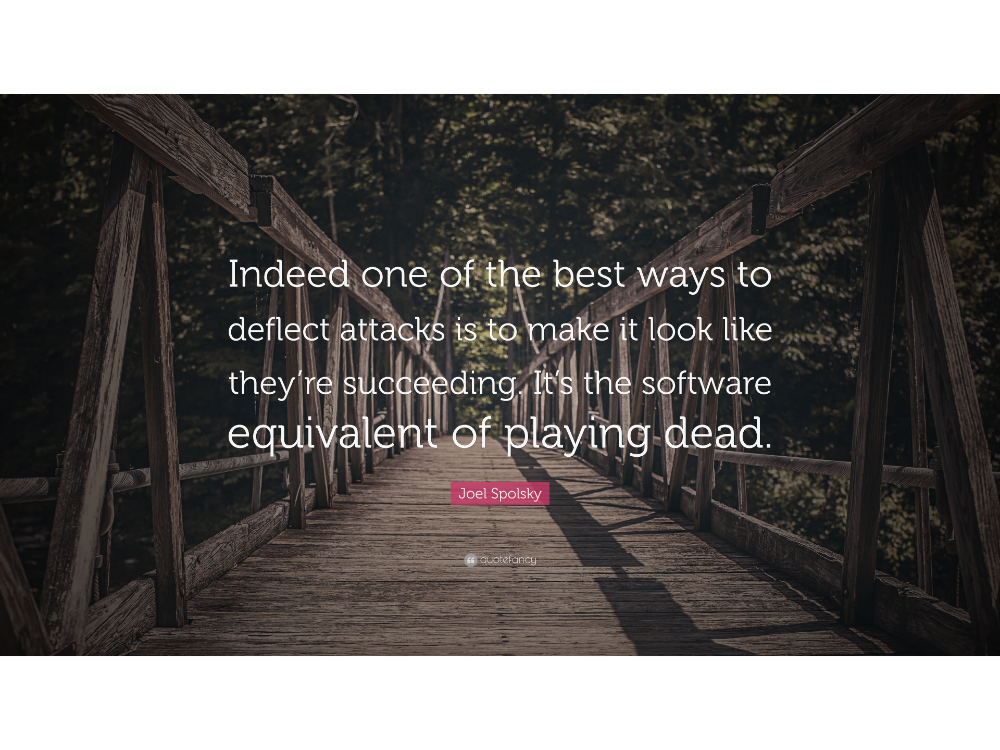 Indeed one of the best ways to
deflect attacks is to make it look like
they’re succeeding. It’s the software
equivalent of playing dead.
Joel Spolsky
quotefancy